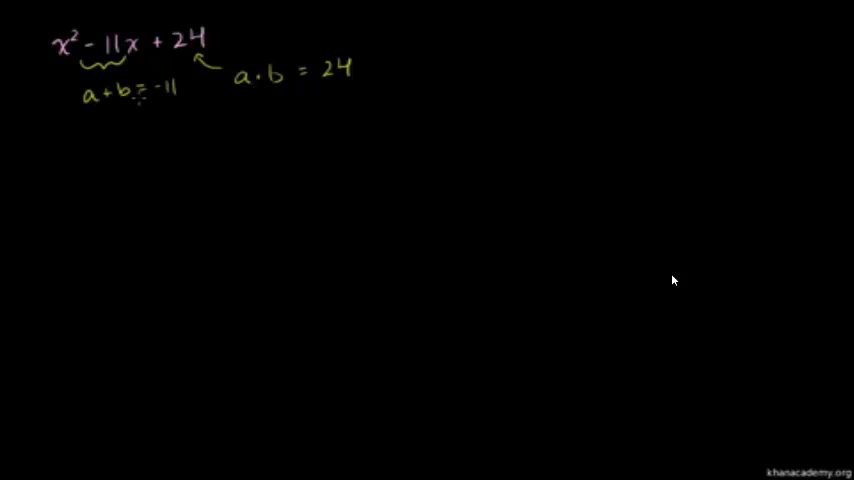 x² - 11x + 24
a + b = -11
a · b = 24
khanacademy.org